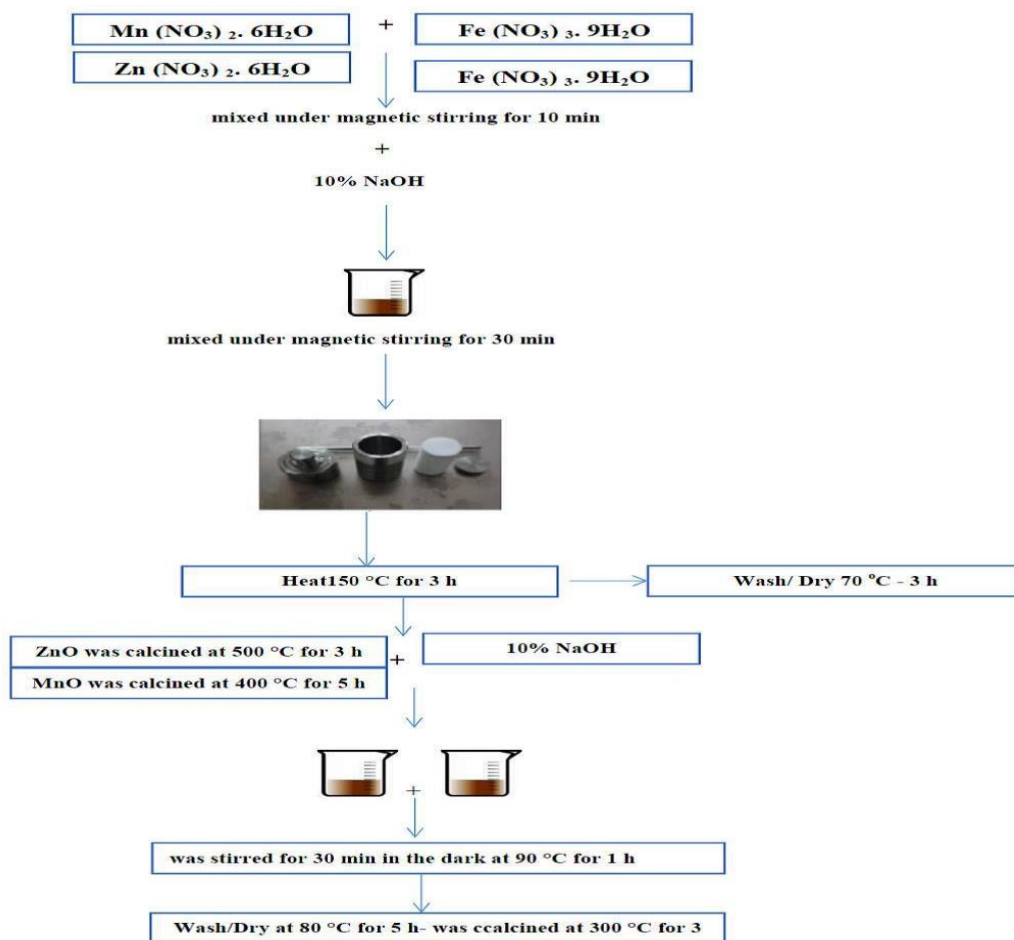 Mn (NO₃) ₂. 6H₂O + Fe (NO₃) ₃. 9H₂O
Zn (NO₃) ₂. 6H₂O Fe (NO₃) ₃. 9H₂O
mixed under magnetic stirring for 10 min
+
10% NaOH
mixed under magnetic stirring for 30 min
Heat150 °C for 3 h
Wash/ Dry 70 °C - 3 h
ZnO was calcined at 500 °C for 3 h + 10% NaOH
MnO was calcined at 400 °C for 5 h
+
was stirred for 30 min in the dark at 90 °C for 1 h
Wash/Dry at 80 °C for 5 h- was ccalcined at 300 °C for 3